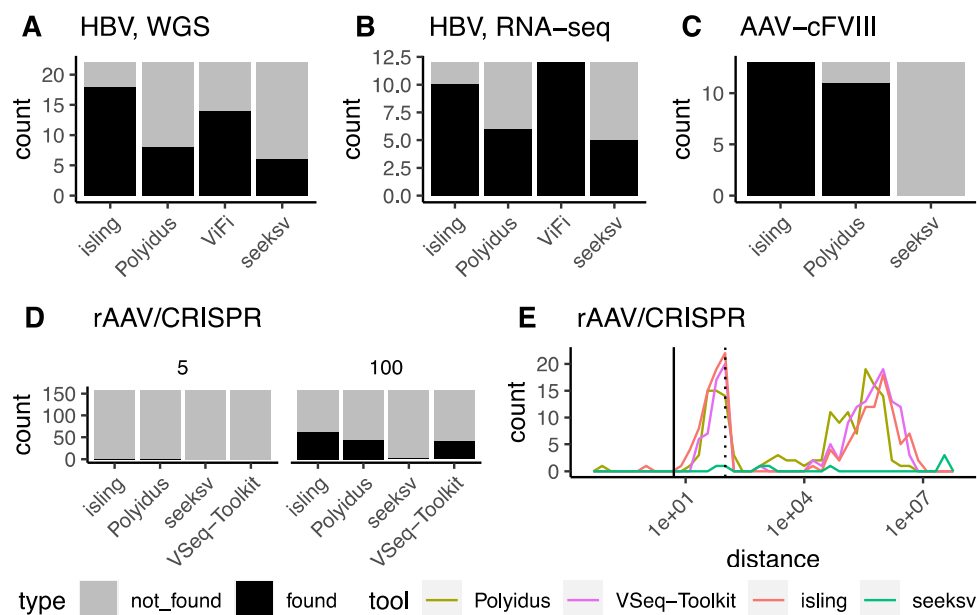 A HBV, WGS
count
20
15
10
5
0
isling
Polyidus
ViFi
seeksv
B HBV, RNA−seq
count
12.5
10.0
7.5
5.0
2.5
0.0
isling
Polyidus
ViFi
seeksv
C AAV−cFVIII
count
10
5
0
isling
Polyidus
seeksv
D rAAV/CRISPR
5
100
count
150
100
50
0
isling
Polyidus
seeksv
VSeq−Toolkit
isling
Polyidus
seeksv
VSeq−Toolkit
E rAAV/CRISPR
count
20
15
10
5
0
1e+01
1e+04
1e+07
distance
type not_found found tool Polyidus VSeq−Toolkit isling seeksv